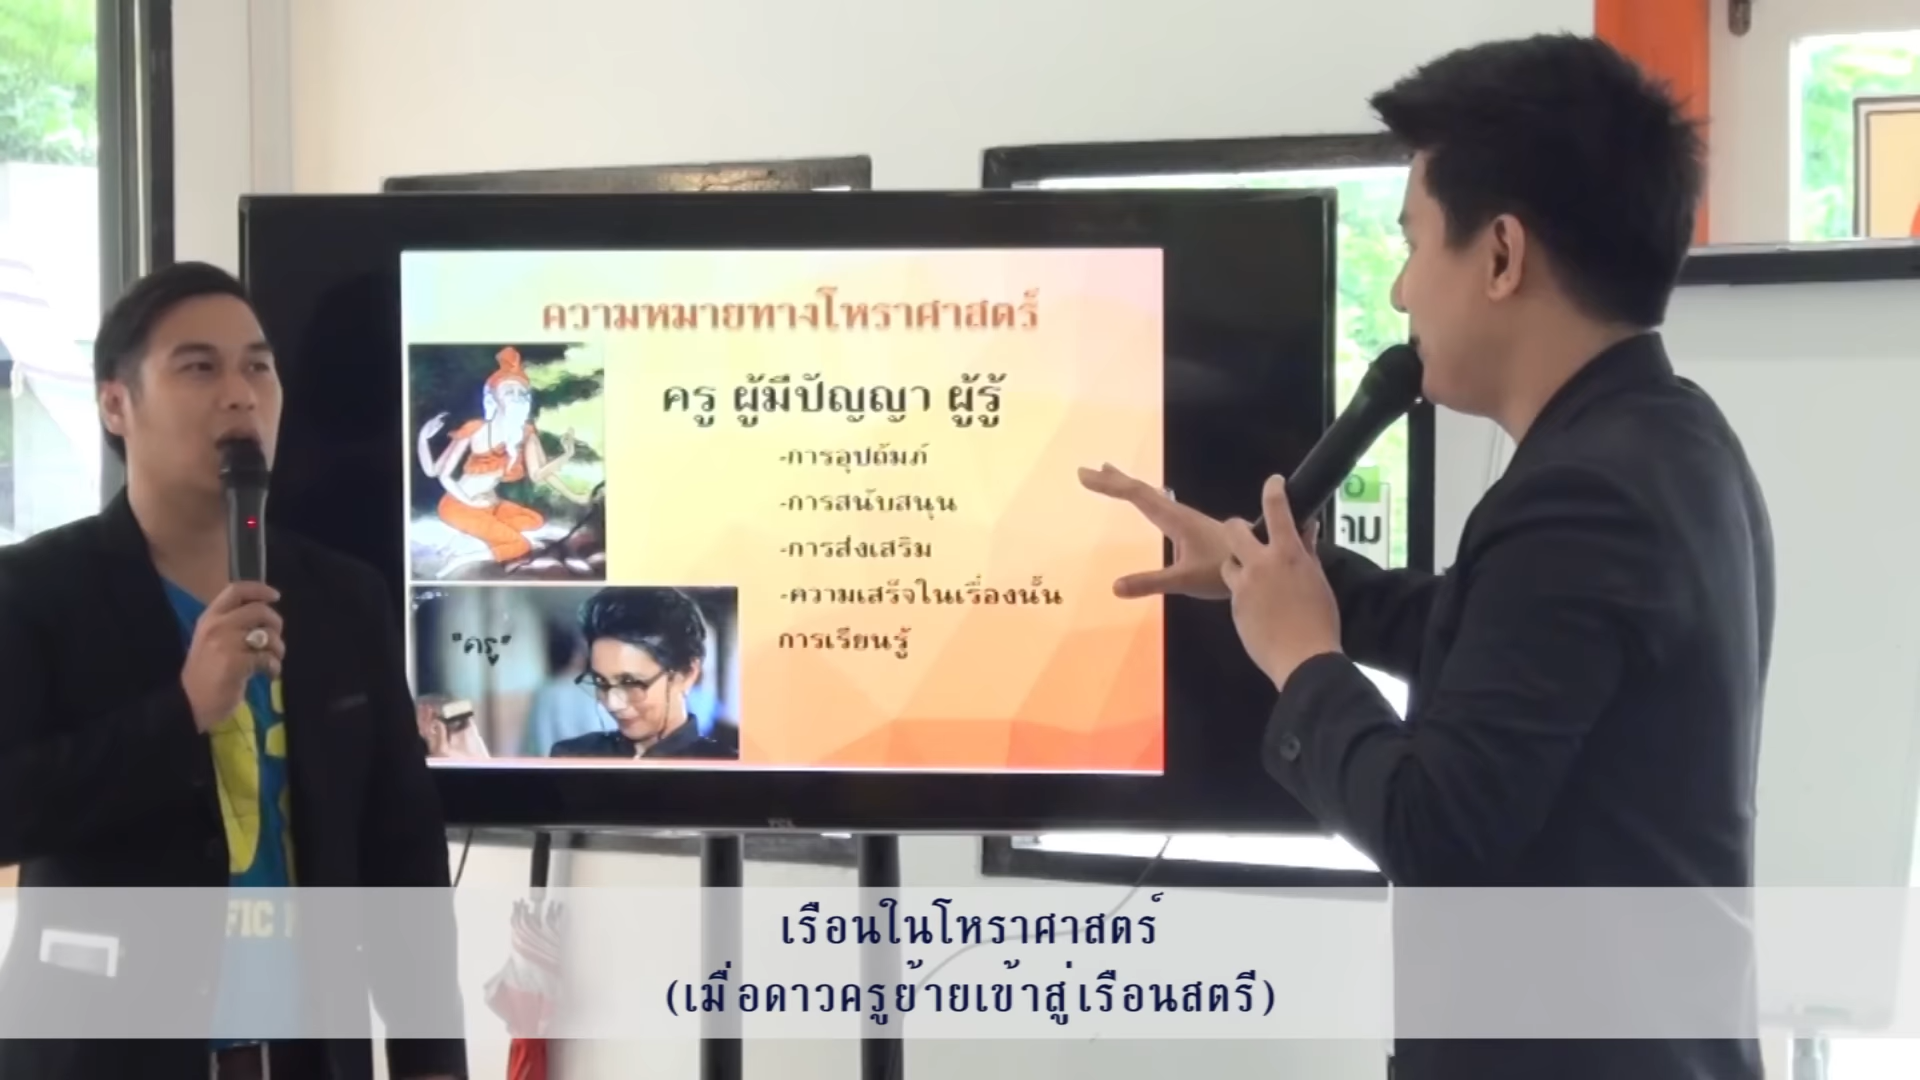 ความหมายทางโหราศาสตร์
ครู ผู้มีปัญญา ผู้รู้
-การอุปถัมภ์
-การสนับสนุน
-การส่งเสริม
-ความเสร็จในเรื่องนั้น
การเรียนรู้
"ครู"
TCL
FIC
เรือนในโหราศาสตร์
(เมื่อดาวครูย้ายเข้าสู่เรือนสตรี)